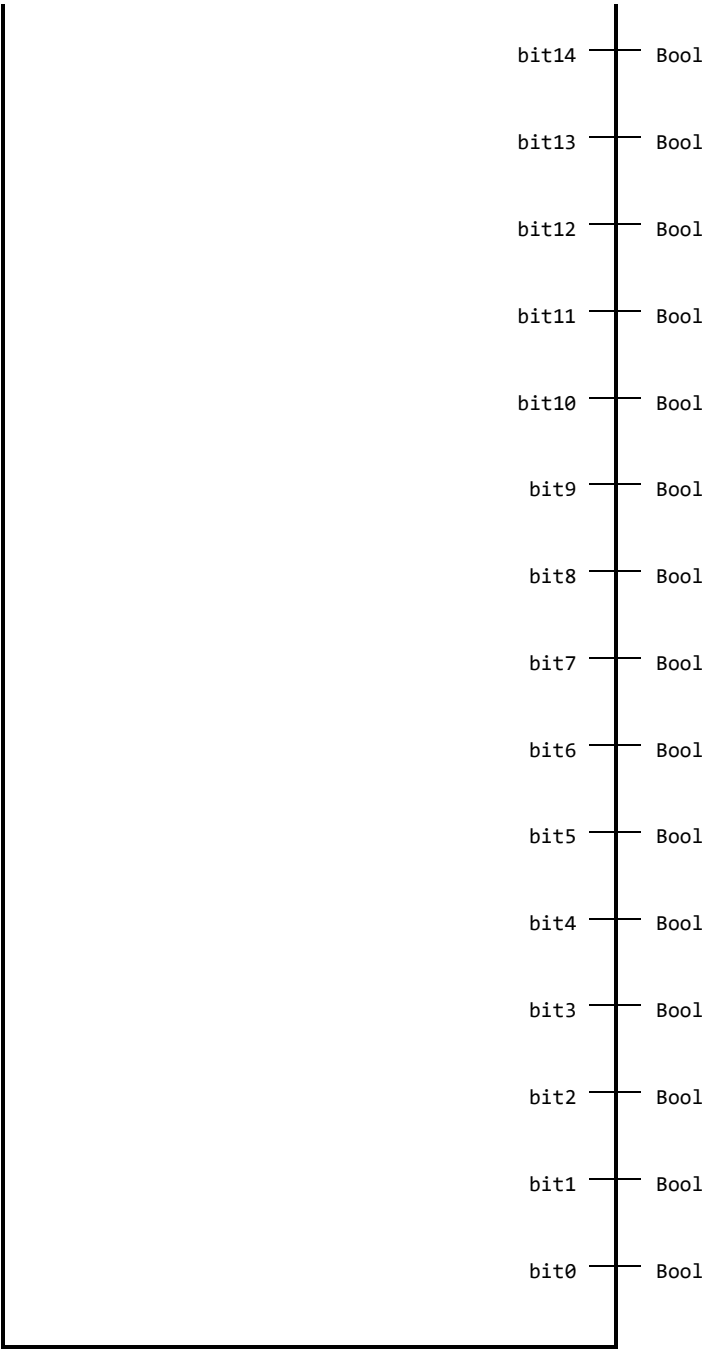 bit14 Bool
bit13 Bool
bit12 Bool
bit11 Bool
bit10 Bool
bit9 Bool
bit8 Bool
bit7 Bool
bit6 Bool
bit5 Bool
bit4 Bool
bit3 Bool
bit2 Bool
bit1 Bool
bit0 Bool